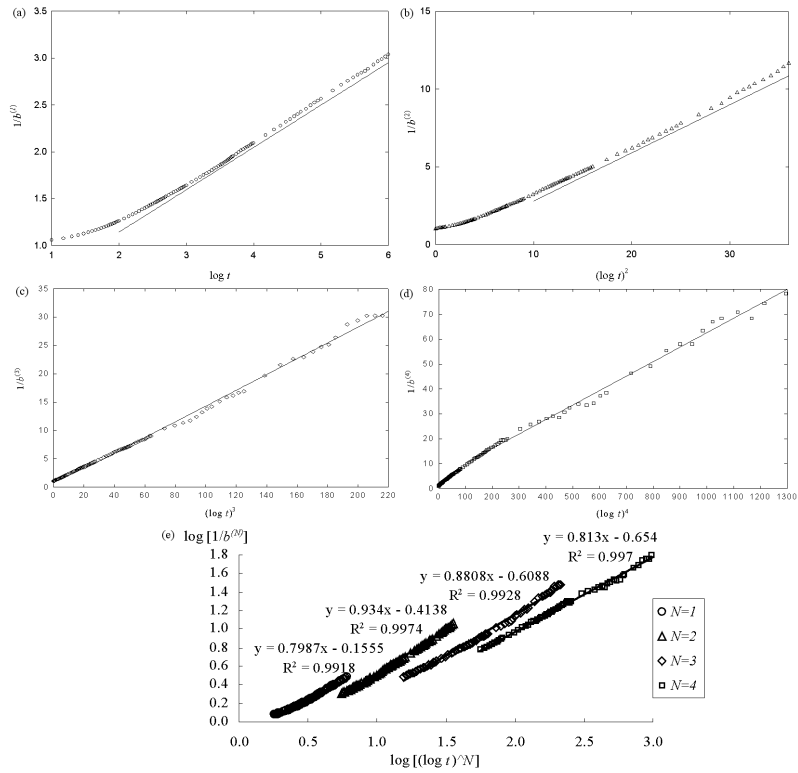 (a)
3.5
3.0
2.5
2.0
1.5
1.0
1/b^(1)
1 2 3 4 5 6
log t
(b)
15
10
5
0
1/b^(2)
0 10 20 30
(log t)^2
(c)
35
30
25
20
15
10
5
0
1/b^(3)
0 20 40 60 80 100 120 140 160 180 200 220
(log t)^3
(d)
80
70
60
50
40
30
20
10
0
1/b^(4)
0 100 200 300 400 500 600 700 800 900 1000 1100 1200 1300
(log t)^4
(e) log [1/b^(N)]
1.8
1.6
1.4
1.2
1.0
0.8
0.6
0.4
0.2
0.0
y = 0.813x - 0.654
R² = 0.997
y = 0.8808x - 0.6088
R² = 0.9928
y = 0.934x - 0.4138
R² = 0.9974
y = 0.7987x - 0.1555
R² = 0.9918
N=1
N=2
N=3
N=4
0.0 0.5 1.0 1.5 2.0 2.5 3.0
log [(log t)^N]